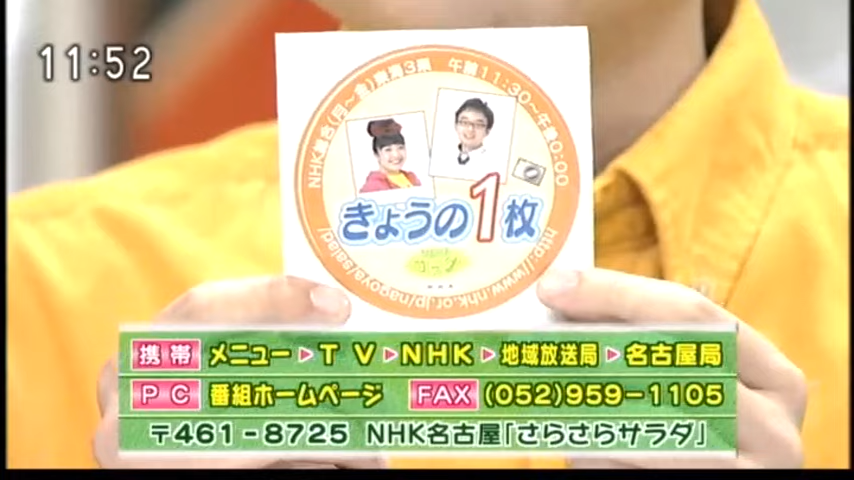 11:52
NHK総合(月～金)東海3県 午前11:30～午後0:00
きょうの1枚
http://www.nhk.or.jp/nagoya/salad/
携帯 メニュー▷TV▷NHK▷地域放送局▷名古屋局
PC 番組ホームページ FAX (052)959-1105
〒461-8725 NHK名古屋「さらさらサラダ」